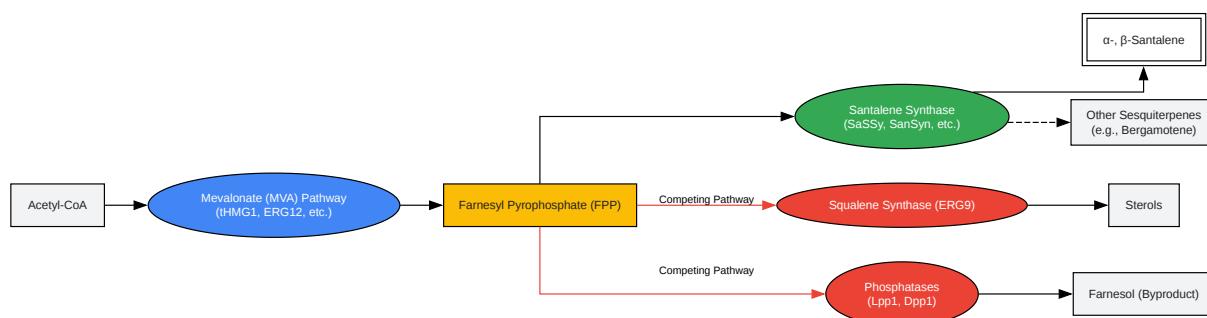 α-, β-Santalene
Santalene Synthase
(SaSSy, SanSyn, etc.)
Other Sesquiterpenes
(e.g., Bergamotene)
Acetyl-CoA
Mevalonate (MVA) Pathway
(tHMG1, ERG12, etc.)
Farnesyl Pyrophosphate (FPP)
Competing Pathway
Squalene Synthase (ERG9)
Sterols
Competing Pathway
Phosphatases
(Lpp1, Dpp1)
Farnesol (Byproduct)